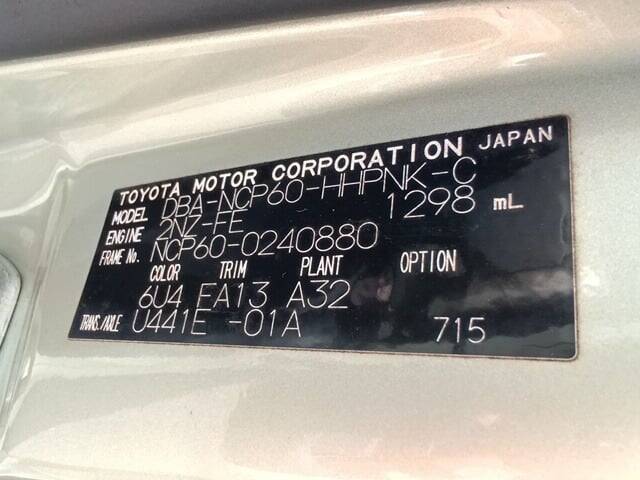 TOYOTA MOTOR CORPORATION JAPAN
MODEL DBA-NCP60-HHPNK-C
ENGINE 2NZ-FE 1298 mL
FRAME No. NCP60-0240880
COLOR TRIM PLANT OPTION
6U4 FA13 A32
TRANS./AXLE U441E -01A 715